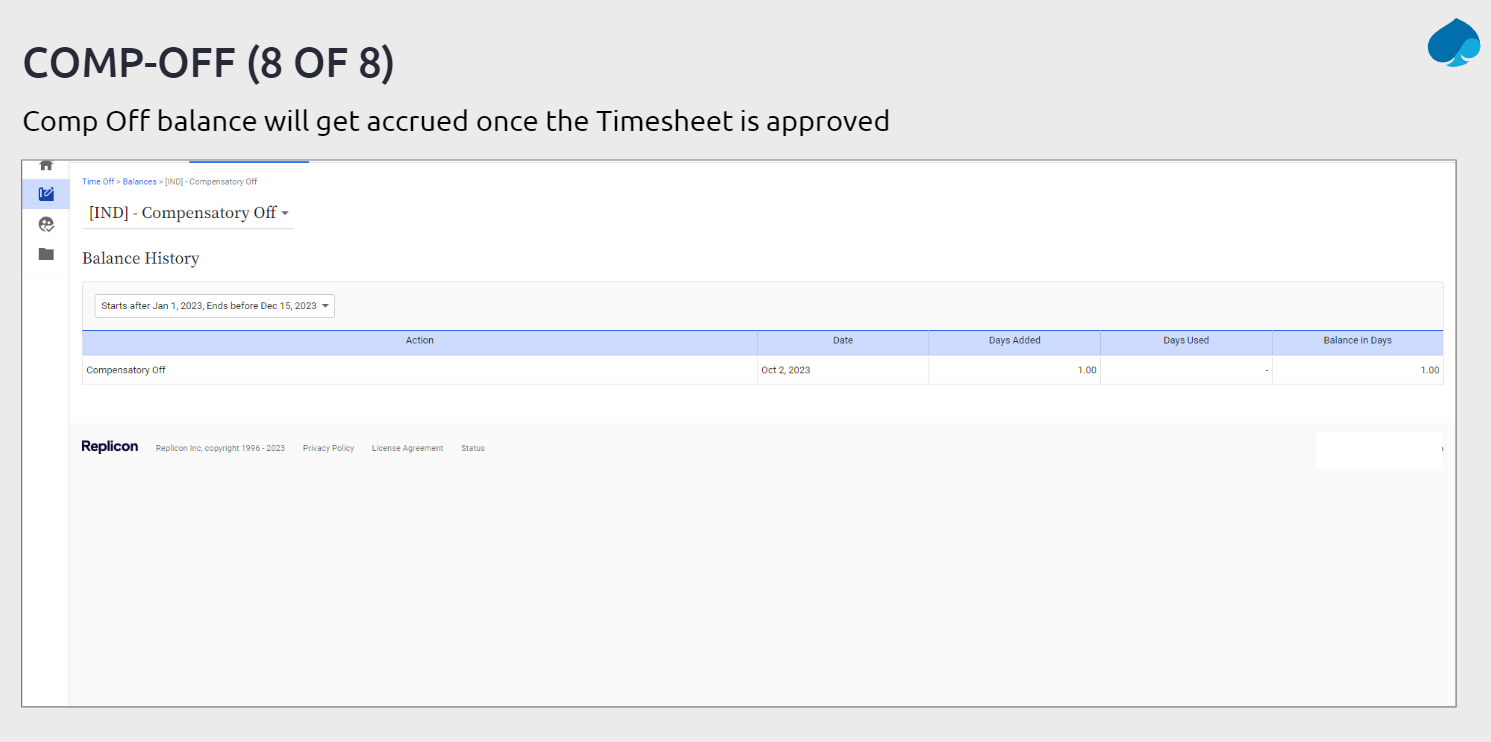 COMP-OFF (8 OF 8)
Comp Off balance will get accrued once the Timesheet is approved
Time Off > Balances > [IND] - Compensatory Off
[IND] - Compensatory Off
Balance History
Starts after Jan 1, 2023, Ends before Dec 15, 2023
Action Date Days Added Days Used Balance in Days
Compensatory Off Oct 2, 2023 1.00 - 1.00
Replicon Replicon Inc, copyright 1996 - 2023 Privacy Policy License Agreement Status